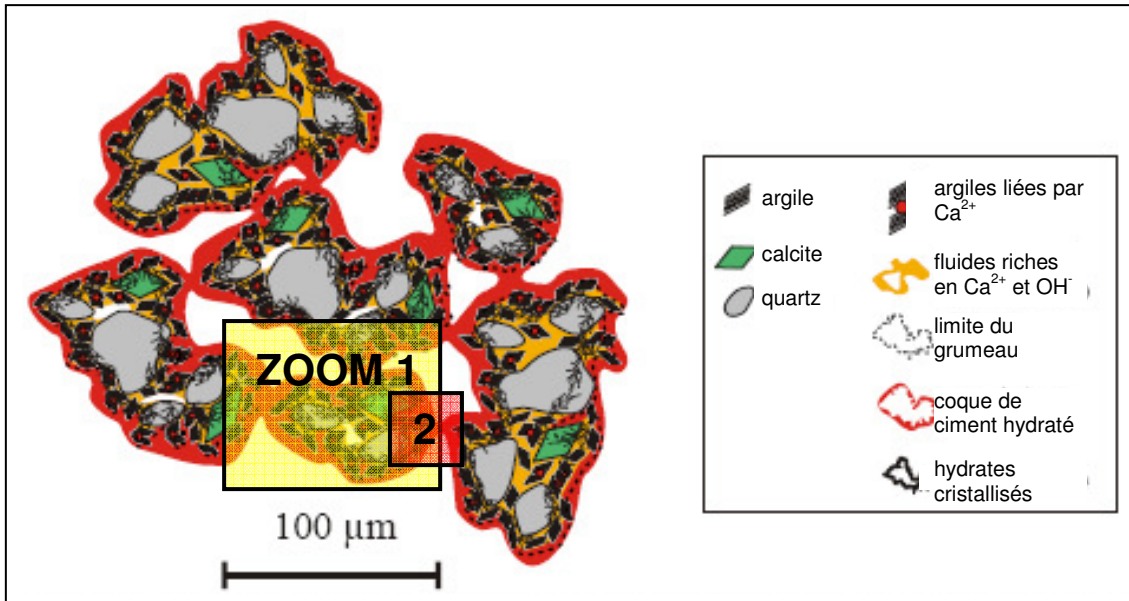 ZOOM 1
2
100 µm
argile
calcite
quartz
argiles liées par
Ca²⁺
fluides riches
en Ca²⁺ et OH⁻
limite du
grumeau
coque de
ciment hydraté
hydrates
cristallisés